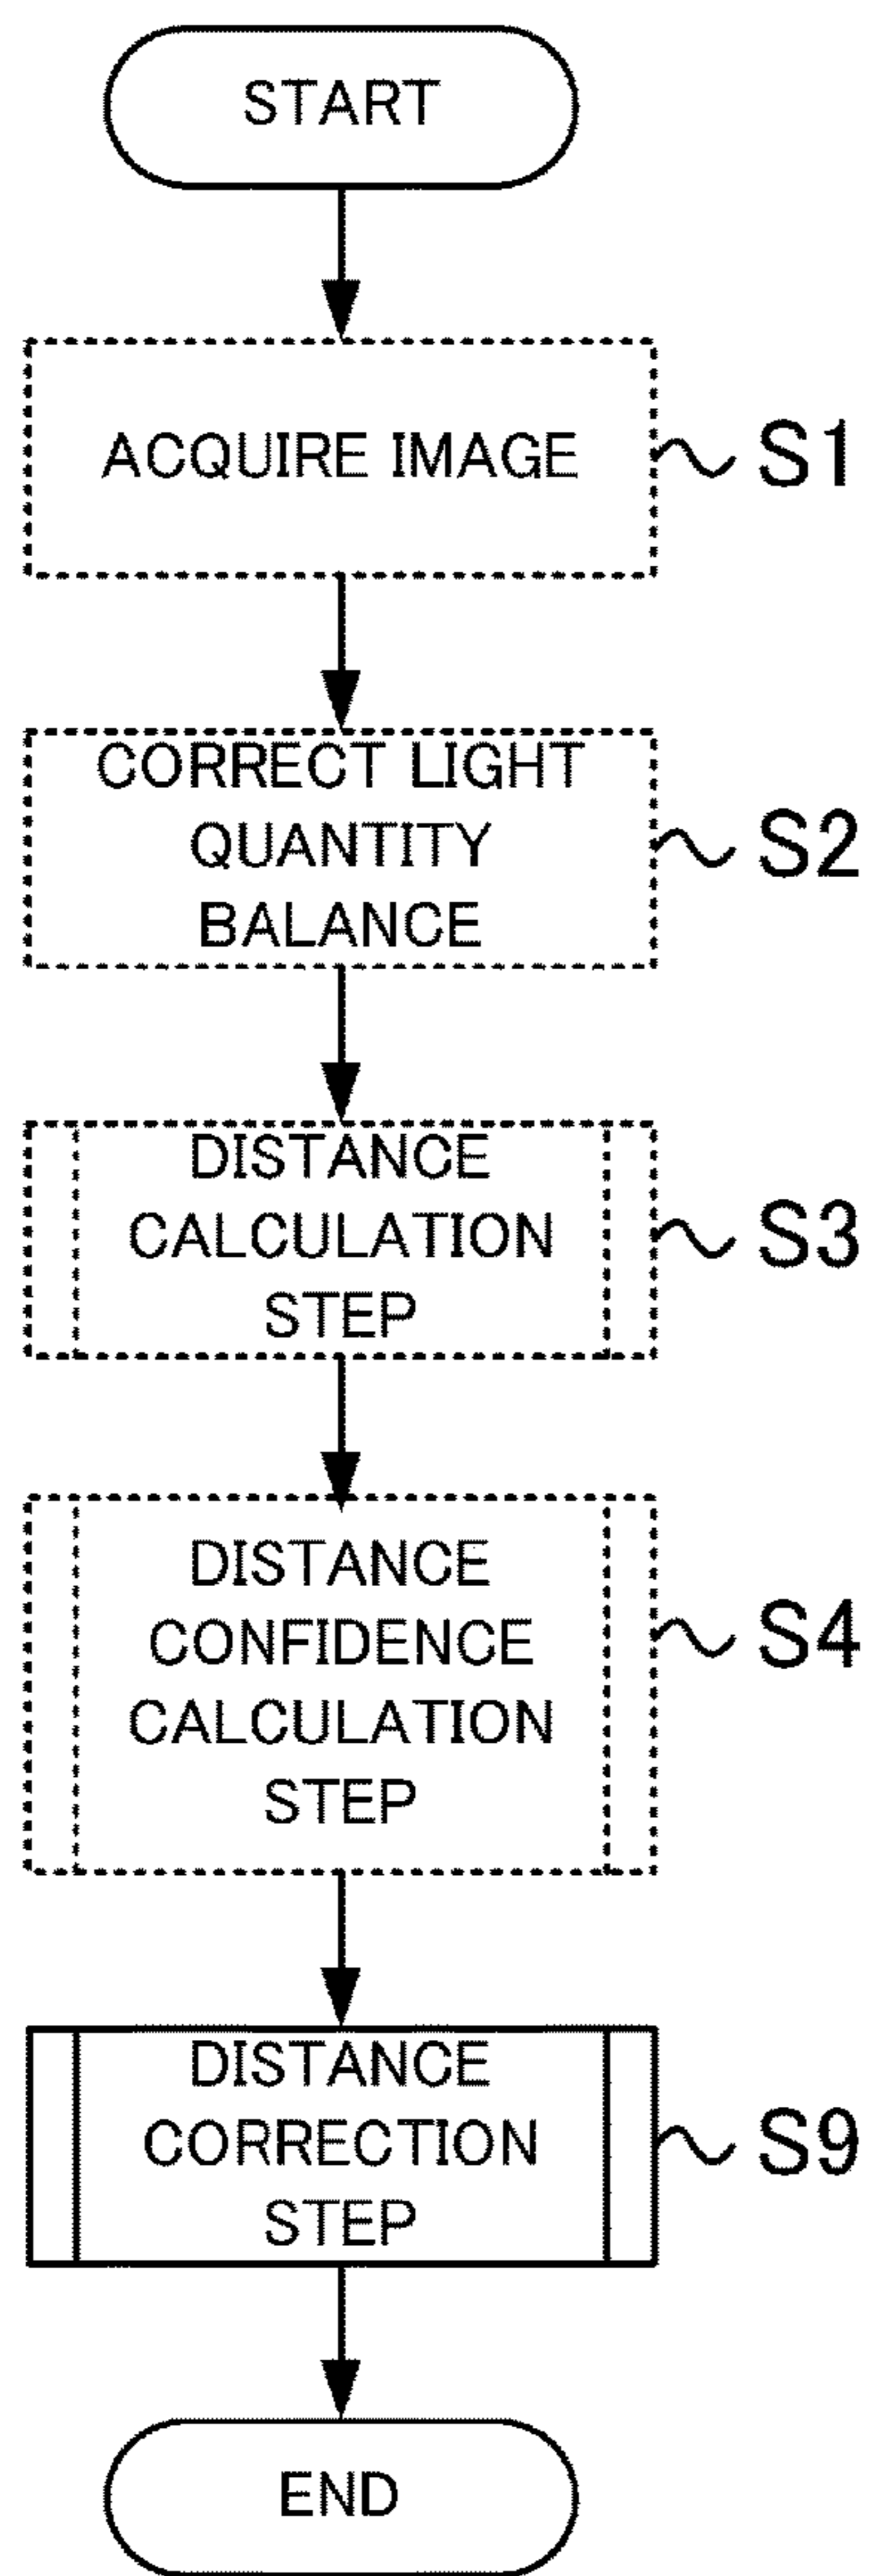 START
ACQUIRE IMAGE
S1
CORRECT LIGHT
QUANTITY
BALANCE
S2
DISTANCE
CALCULATION
STEP
S3
DISTANCE
CONFIDENCE
CALCULATION
STEP
S4
DISTANCE
CORRECTION
STEP
S9
END